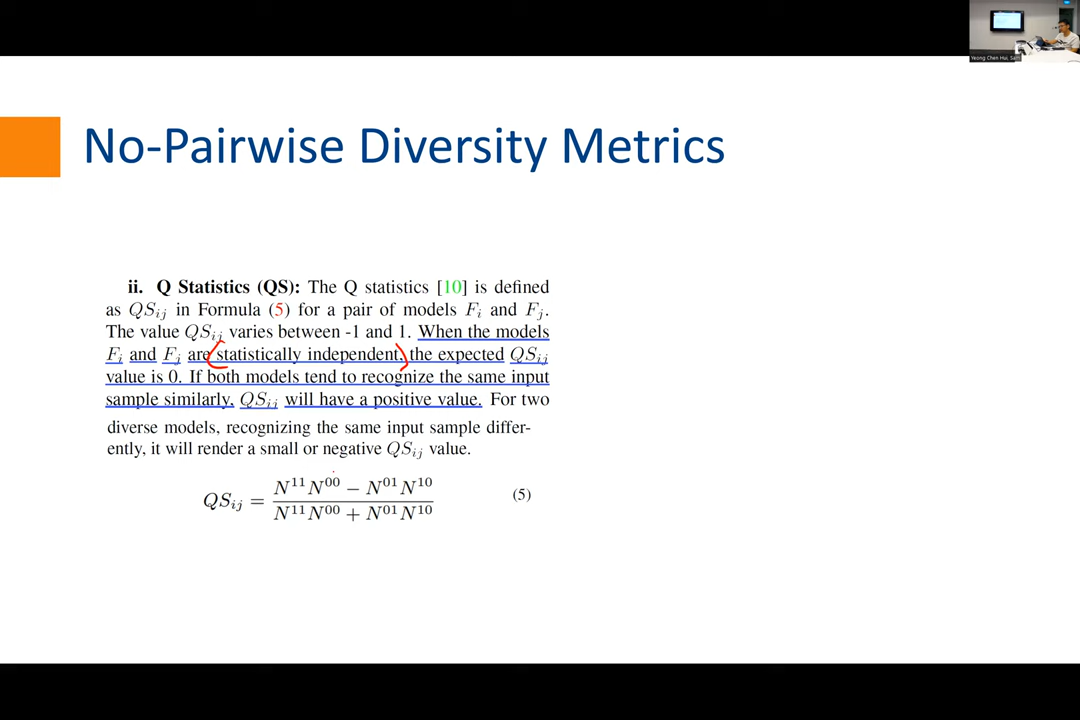 Yeong Chen Hui, Sam
No-Pairwise Diversity Metrics
ii. Q Statistics (QS): The Q statistics [10] is defined
as QS_ij in Formula (5) for a pair of models F_i and F_j.
The value QS_ij varies between -1 and 1. When the models
F_i and F_j are statistically independent, the expected QS_ij
value is 0. If both models tend to recognize the same input
sample similarly, QS_ij will have a positive value. For two
diverse models, recognizing the same input sample differ-
ently, it will render a small or negative QS_ij value.
QS_ij = (N^11 N^00 − N^01 N^10) / (N^11 N^00 + N^01 N^10) (5)